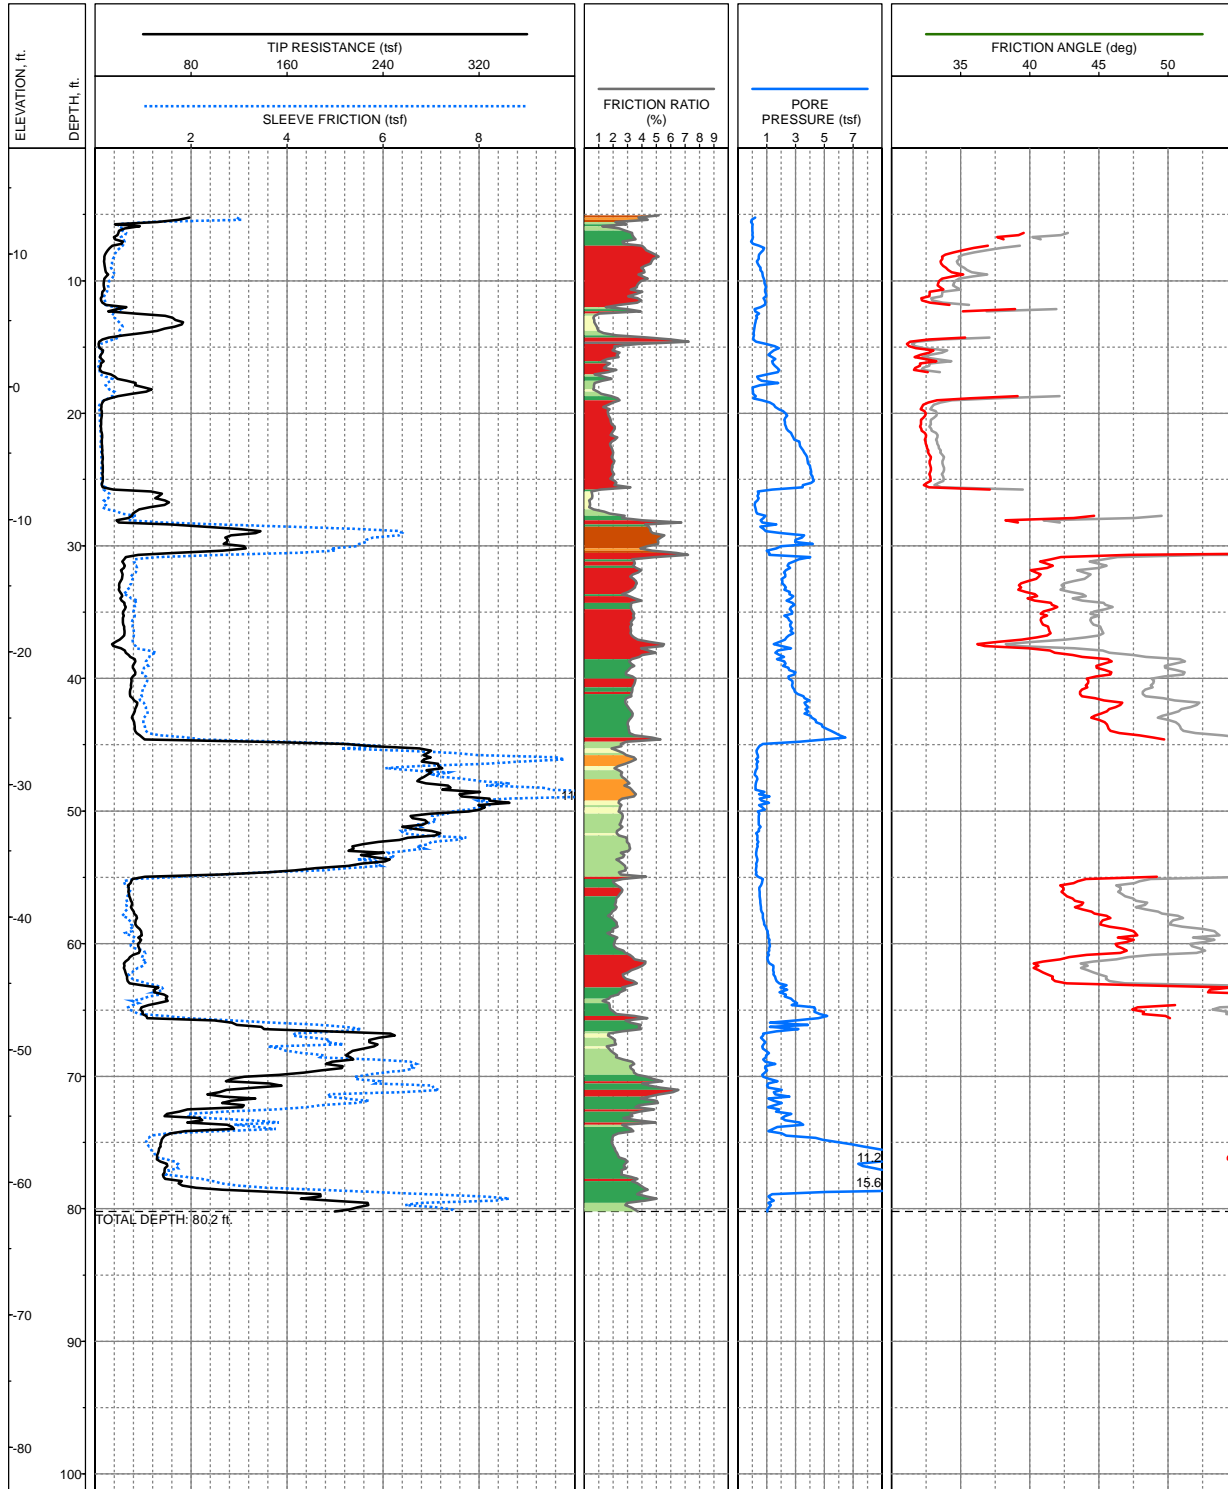 ELEVATION, ft.
DEPTH, ft.
TIP RESISTANCE (tsf)
80 160 240 320
SLEEVE FRICTION (tsf)
2 4 6 8
FRICTION RATIO
(%)
1 2 3 4 5 6 7 8 9
PORE
PRESSURE (tsf)
1 3 5 7
FRICTION ANGLE (deg)
35 40 45 50
10
10
0
20
-10
30
-20
40
-30
50
11
-40
60
-50
70
11.2
-60
15.6
80
TOTAL DEPTH: 80.2 ft.
-70
90
-80
100